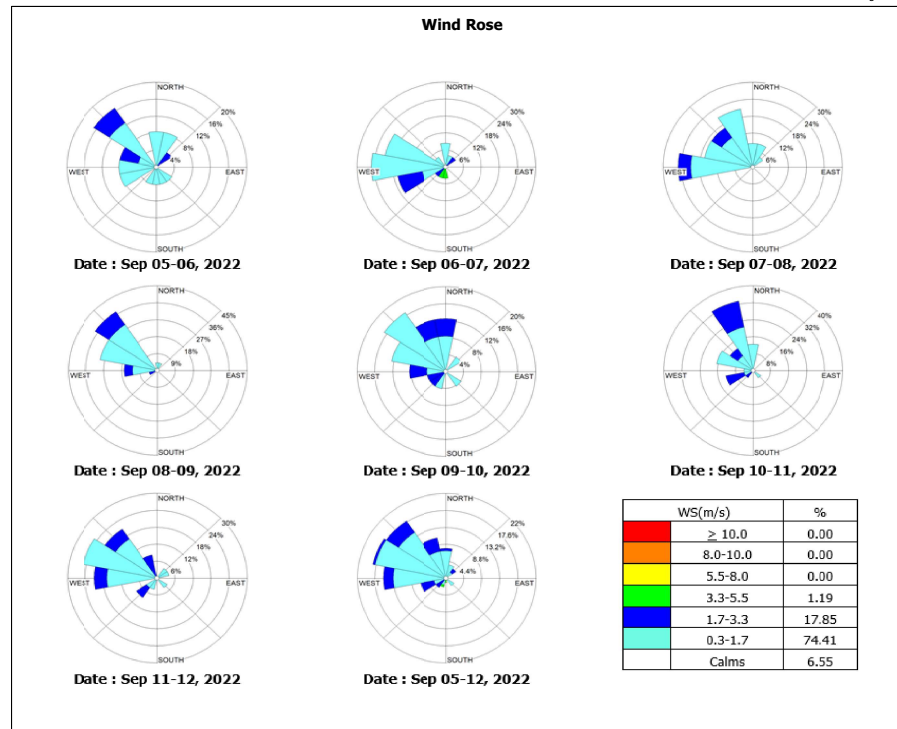 Wind Rose
NORTH
20%
16%
12%
8%
4%
WEST
EAST
SOUTH
Date : Sep 05-06, 2022
NORTH
30%
24%
18%
12%
6%
WEST
EAST
SOUTH
Date : Sep 06-07, 2022
NORTH
30%
24%
18%
12%
6%
WEST
EAST
SOUTH
Date : Sep 07-08, 2022
NORTH
45%
36%
27%
18%
9%
WEST
EAST
SOUTH
Date : Sep 08-09, 2022
NORTH
20%
16%
12%
8%
4%
WEST
EAST
SOUTH
Date : Sep 09-10, 2022
NORTH
40%
32%
24%
16%
8%
WEST
EAST
SOUTH
Date : Sep 10-11, 2022
NORTH
30%
24%
18%
12%
6%
WEST
EAST
SOUTH
Date : Sep 11-12, 2022
NORTH
22%
17.6%
13.2%
8.8%
4.4%
WEST
EAST
SOUTH
Date : Sep 05-12, 2022
WS(m/s) %
≥ 10.0 0.00
8.0-10.0 0.00
5.5-8.0 0.00
3.3-5.5 1.19
1.7-3.3 17.85
0.3-1.7 74.41
Calms 6.55